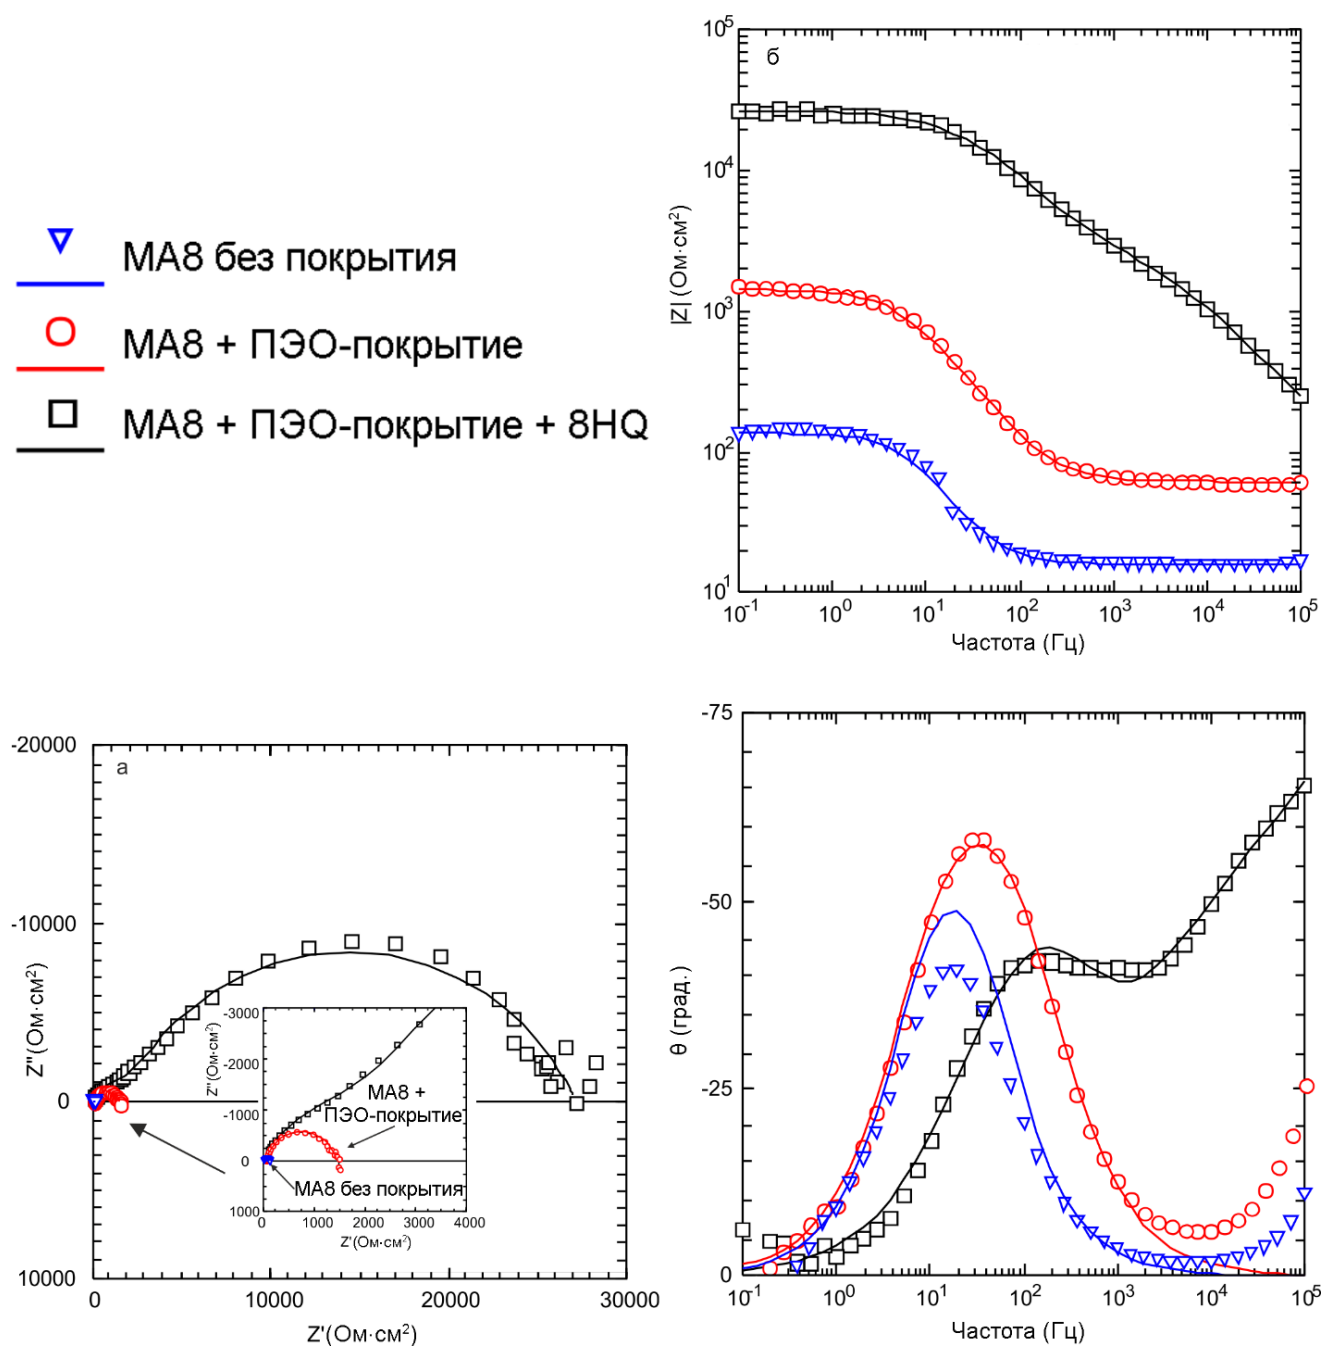 МА8 без покрытия
МА8 + ПЭО-покрытие
МА8 + ПЭО-покрытие + 8HQ
б
10⁵
10⁴
10³
10²
10¹
|Z| (Ом·см²)
10⁻¹ 10⁰ 10¹ 10² 10³ 10⁴ 10⁵
Частота (Гц)
а
-20000
-10000
0
10000
Z''(Ом·см²)
0 10000 20000 30000
Z'(Ом·см²)
-3000
-2000
-1000
0
1000
Z''(Ом·см²)
МА8 +
ПЭО-покрытие
МА8 без покрытия
0 1000 2000 3000 4000
Z'(Ом·см²)
-75
-50
-25
0
θ (град.)
10⁻¹ 10⁰ 10¹ 10² 10³ 10⁴ 10⁵
Частота (Гц)